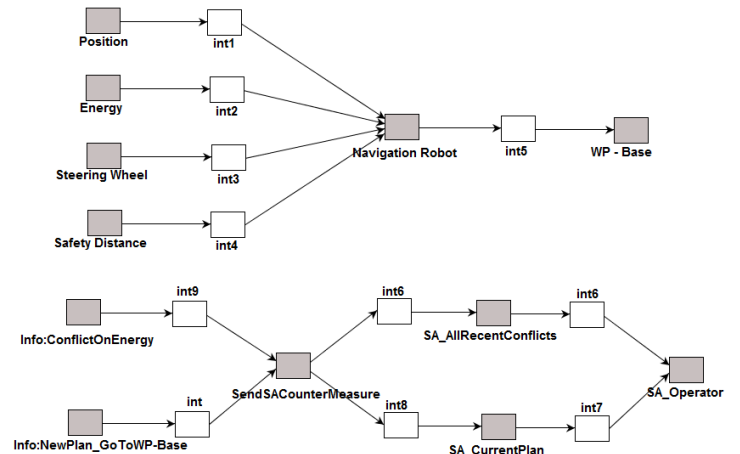 Position
int1
Energy
int2
Steering Wheel
int3
Navigation Robot
int5
WP - Base
Safety Distance
int4
int9
int6
int6
Info:ConflictOnEnergy
SA_AllRecentConflicts
SendSACounterMeasure
SA_Operator
int
int8
int7
Info:NewPlan_GoToWP-Base
SA_CurrentPlan